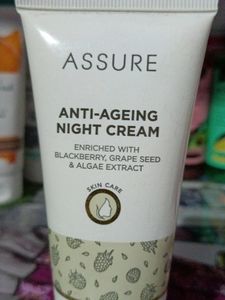 ASSURE
ANTI-AGEING
NIGHT CREAM
ENRICHED WITH
BLACKBERRY, GRAPE SEED
& ALGAE EXTRACT
SKIN CARE